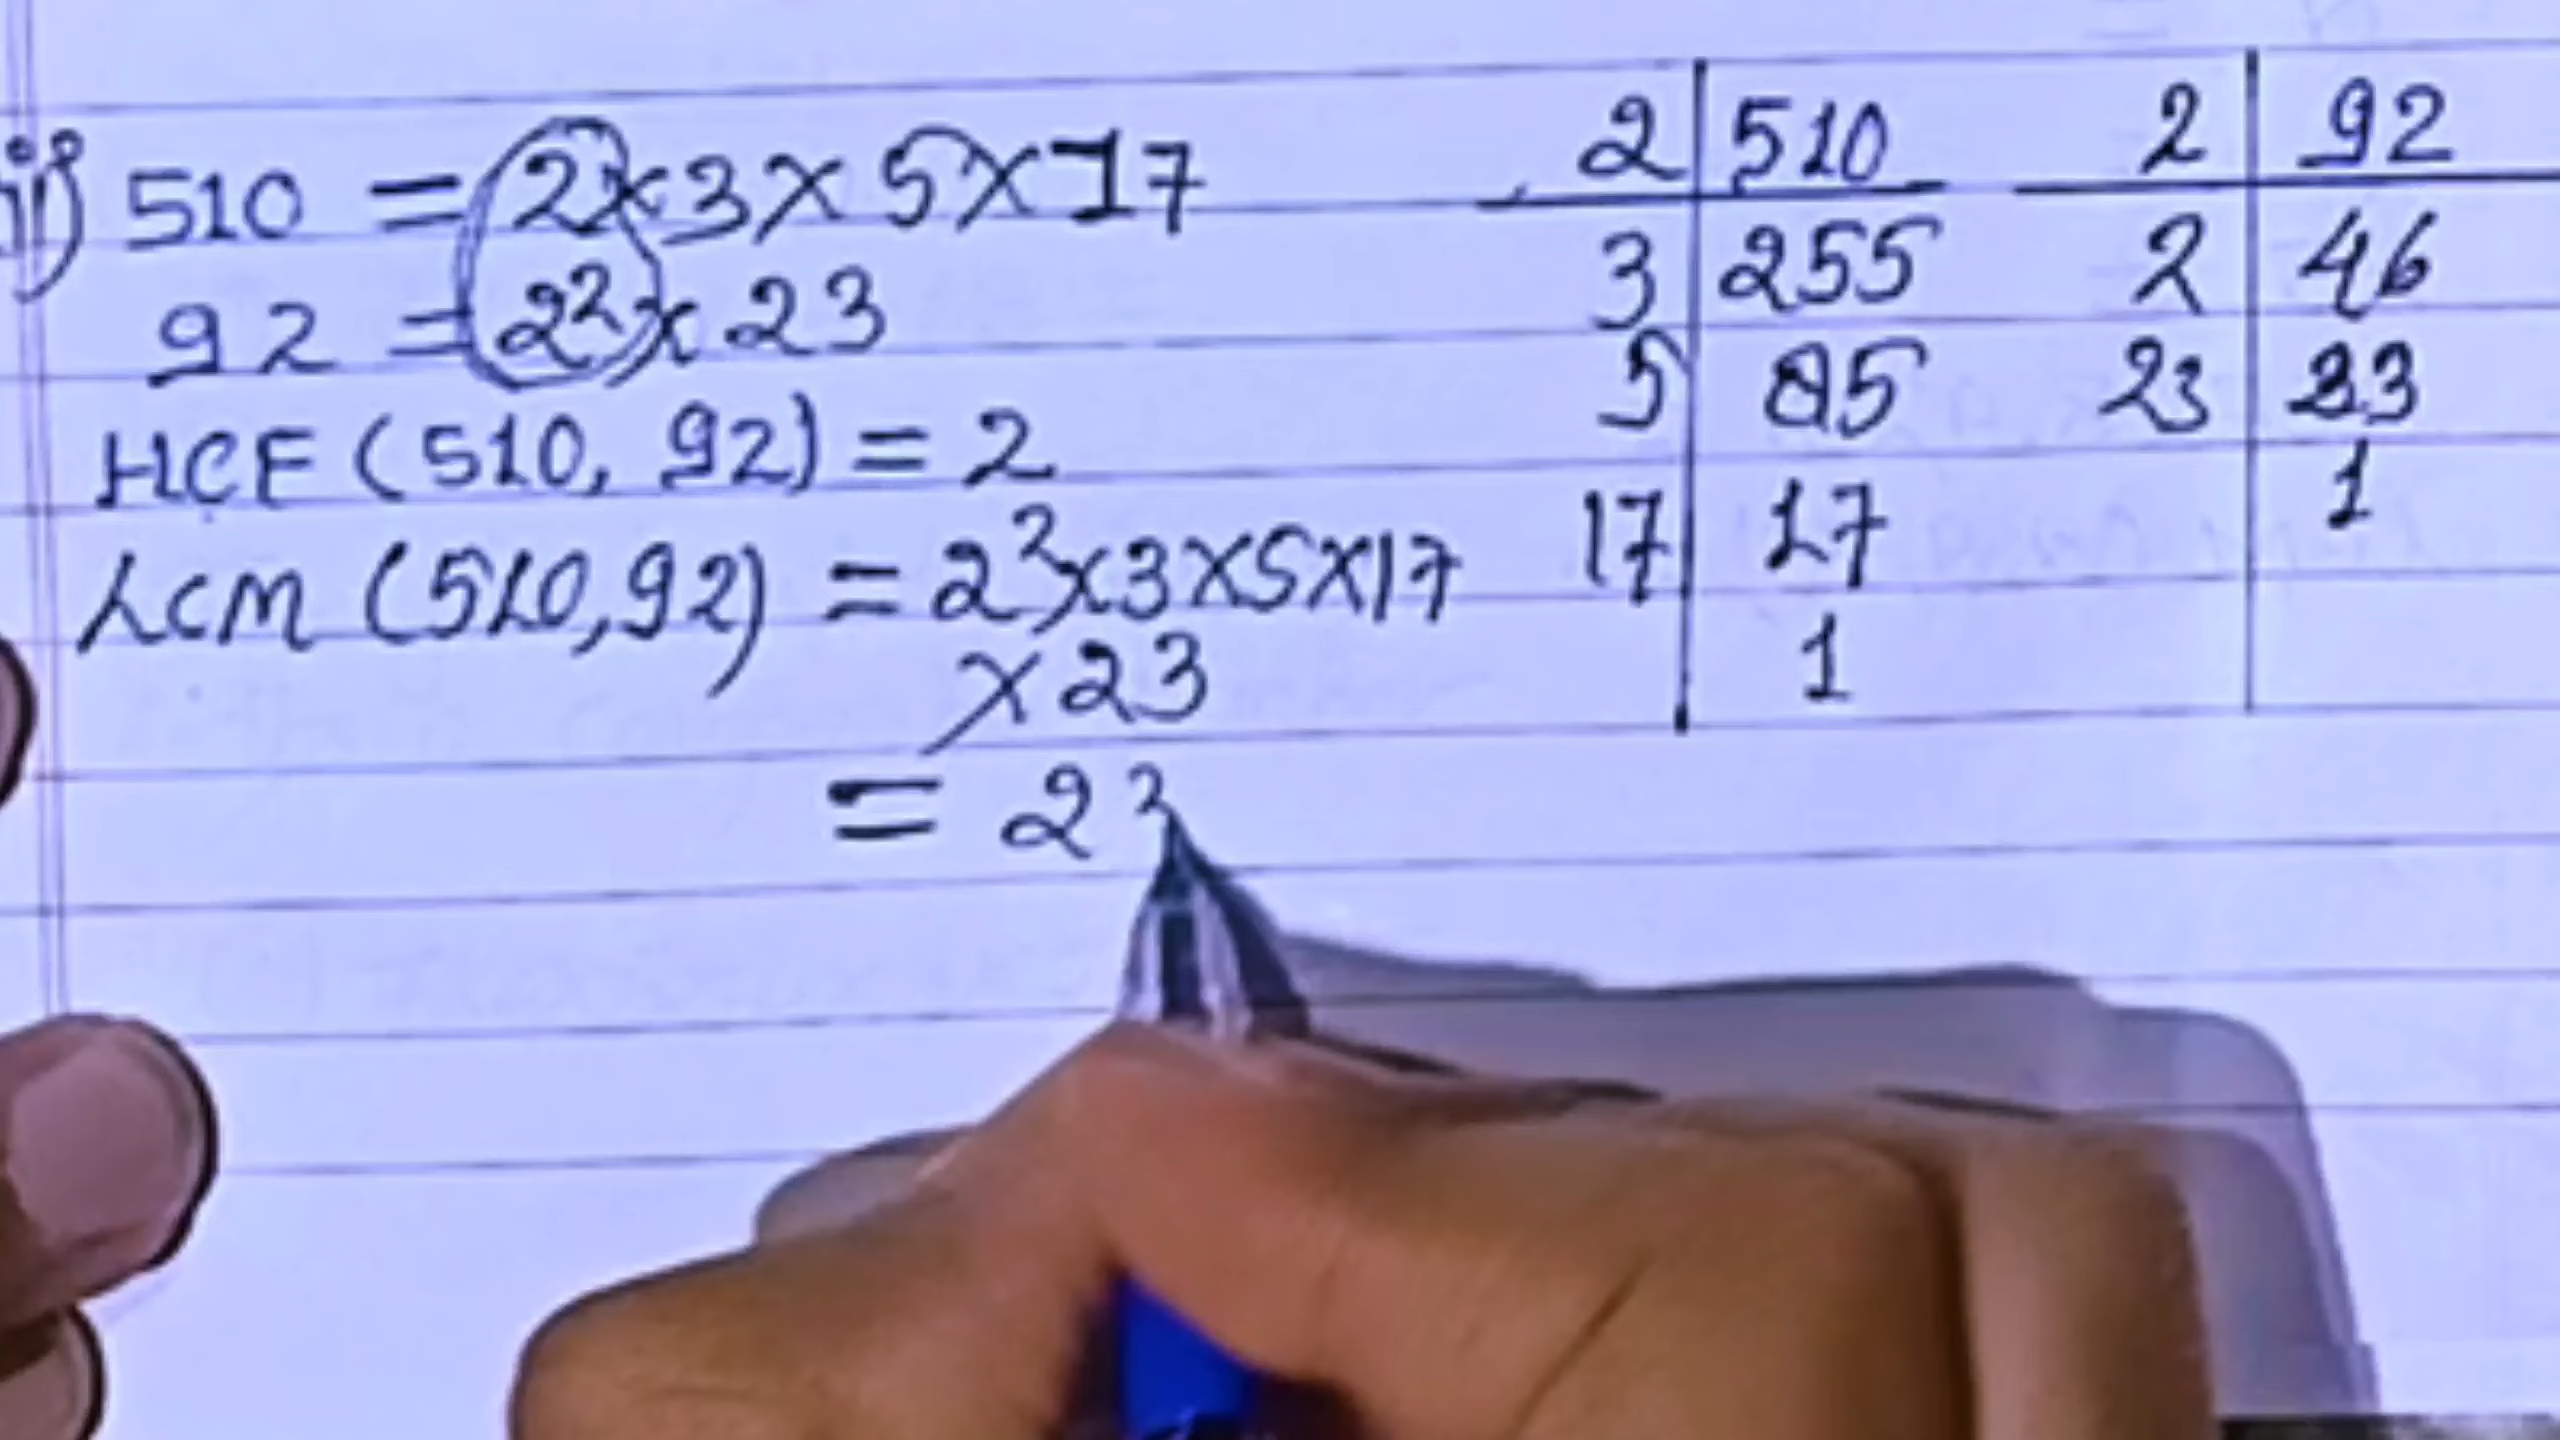 ii) 510 = 2 x 3 x 5 x 17
92 = 2² x 23
HCF (510, 92) = 2
LCM (510, 92) = 2² x 3 x 5 x 17
x 23
= 23
2 | 510
3 | 255
5 | 85
17 | 17
1
2 | 92
2 | 46
23 | 23
1